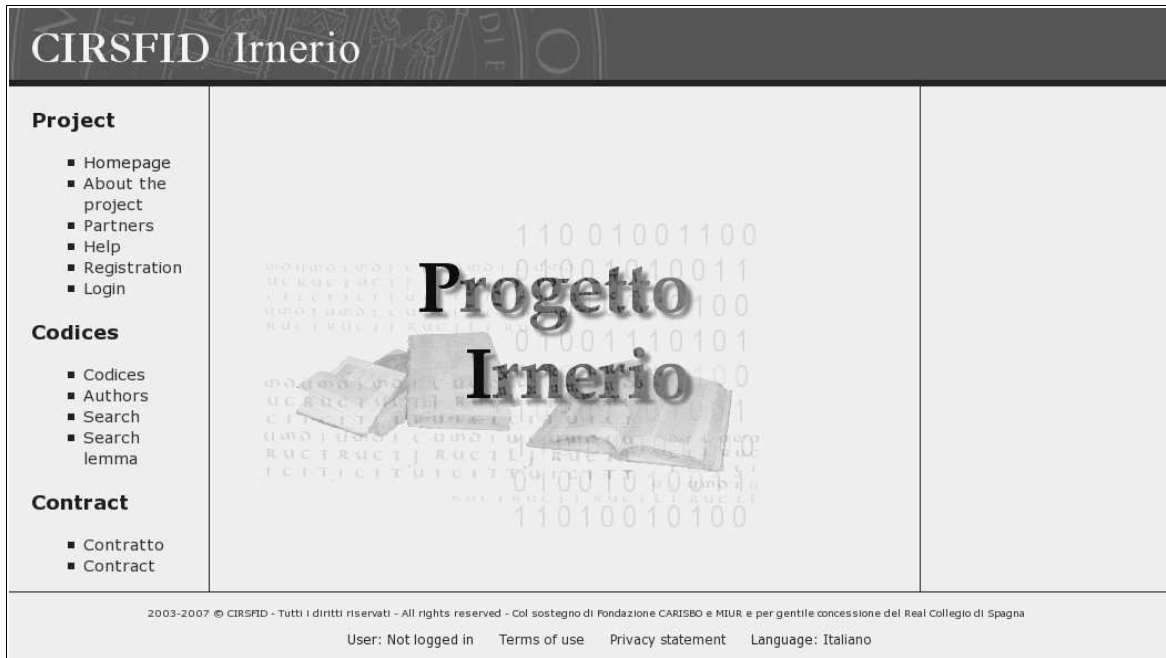 CIRSFID Irnerio
Project
Homepage
About the
project
Partners
Help
Registration
Login
Codices
Codices
Authors
Search
Search
lemma
Contract
Contratto
Contract
110 01001100
Progetto
Irnerio
11010010100
2003-2007 © CIRSFID - Tutti i diritti riservati - All rights reserved - Col sostegno di Fondazione CARISBO e MIUR e per gentile concessione del Real Collegio di Spagna
User: Not logged in Terms of use Privacy statement Language: Italiano